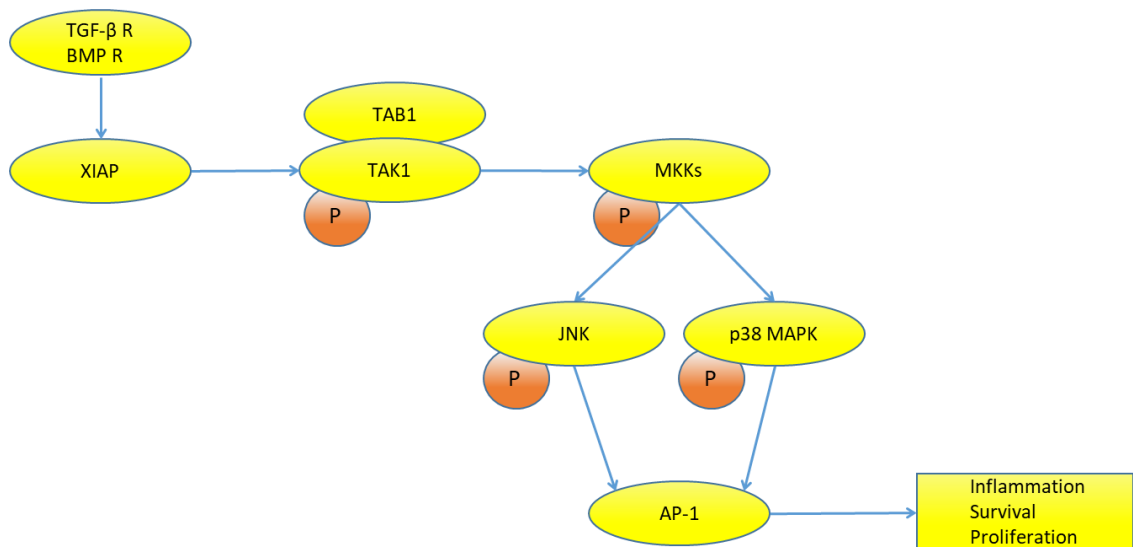 TGF-β R
BMP R
TAB1
XIAP
TAK1
MKKs
P
P
JNK
p38 MAPK
P
P
AP-1
Inflammation
Survival
Proliferation